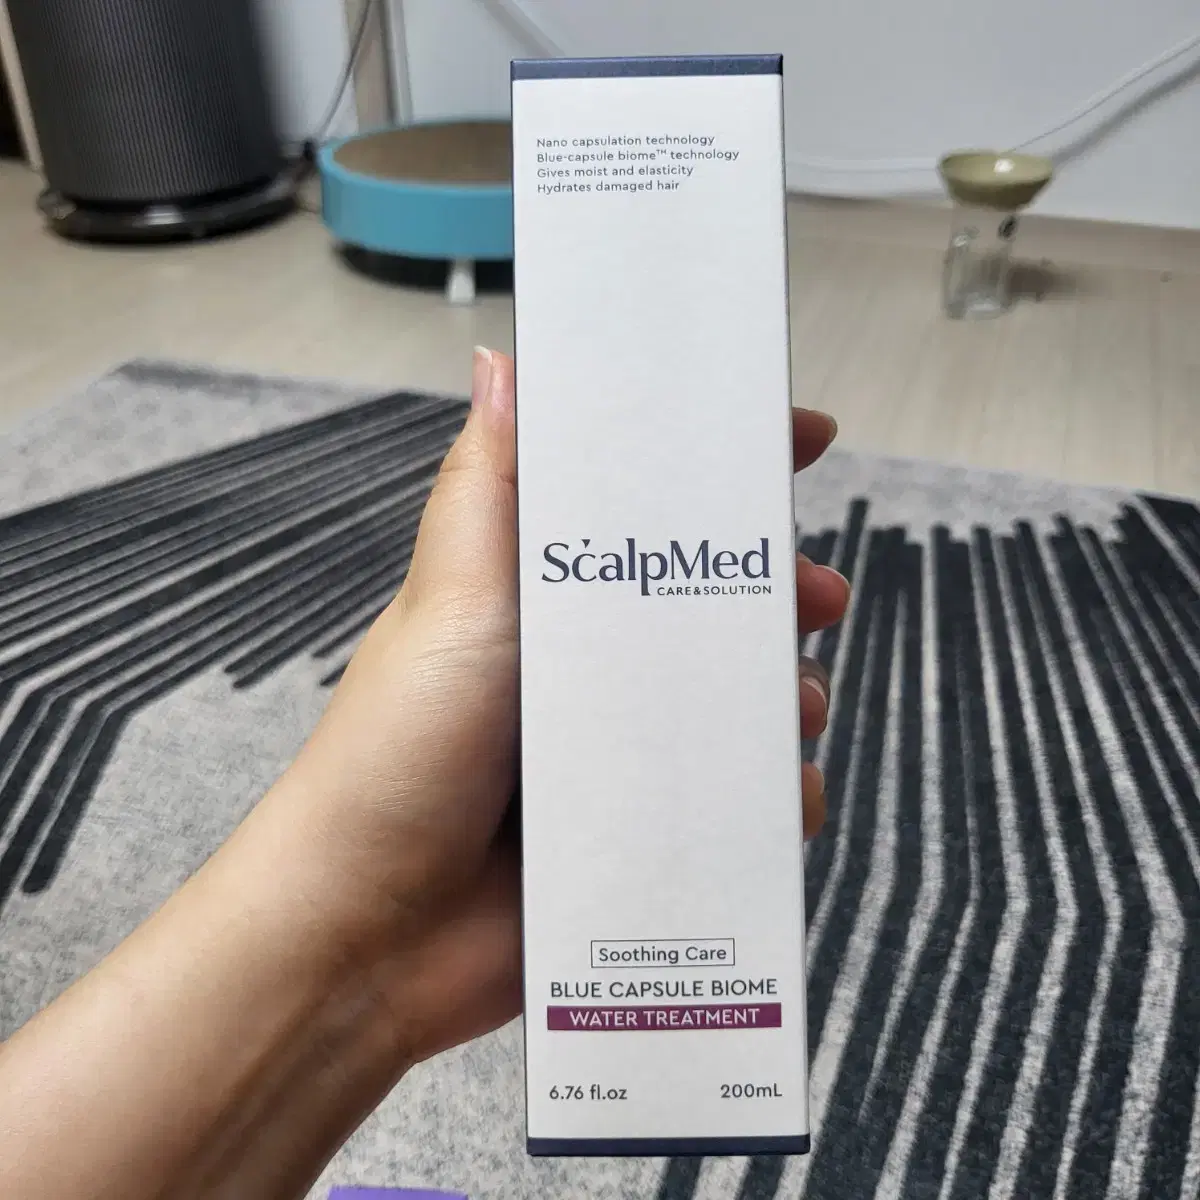 Nano capsulation technology
Blue-capsule biome™ technology
Gives moist and elasticity
Hydrates damaged hair
ScalpMed
CARE&SOLUTION
Soothing Care
BLUE CAPSULE BIOME
WATER TREATMENT
6.76 fl.oz 200mL